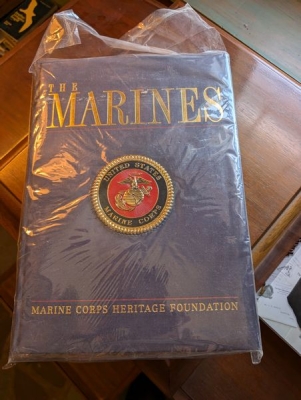 THE
MARINES
UNITED STATES
MARINE CORPS
MARINE CORPS HERITAGE FOUNDATION